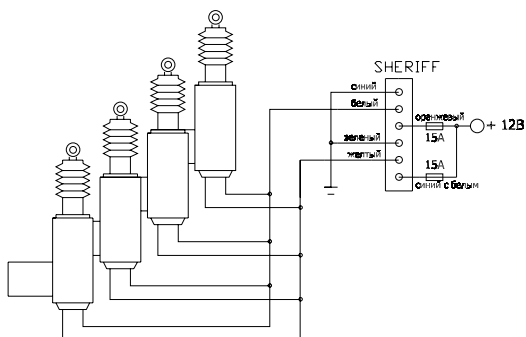 SHERIFF
синий
белый
оранжевый
+ 12В
15А
зеленый
желтый
15А
синий с белым